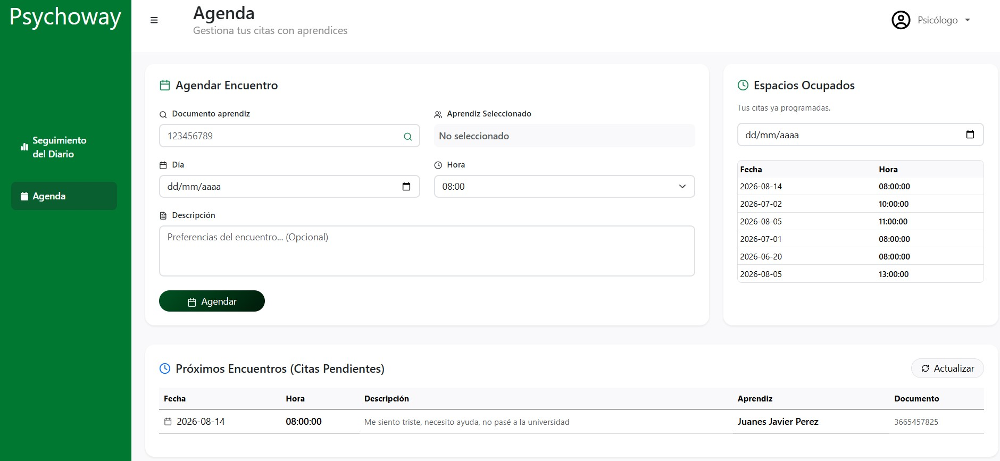 Psychoway
Agenda
Gestiona tus citas con aprendices
Psicólogo
Seguimiento
del Diario
Agenda
Agendar Encuentro
Documento aprendiz
Aprendiz Seleccionado
123456789
No seleccionado
Día
Hora
dd/mm/aaaa
08:00
Descripción
Preferencias del encuentro... (Opcional)
Agendar
Espacios Ocupados
Tus citas ya programadas.
dd/mm/aaaa
Fecha Hora
2026-08-14 08:00:00
2026-07-02 10:00:00
2026-08-05 11:00:00
2026-07-01 08:00:00
2026-06-20 08:00:00
2026-08-05 13:00:00
Próximos Encuentros (Citas Pendientes)
Actualizar
Fecha Hora Descripción Aprendiz Documento
2026-08-14 08:00:00 Me siento triste, necesito ayuda, no pasé a la universidad Juanes Javier Perez 3665457825